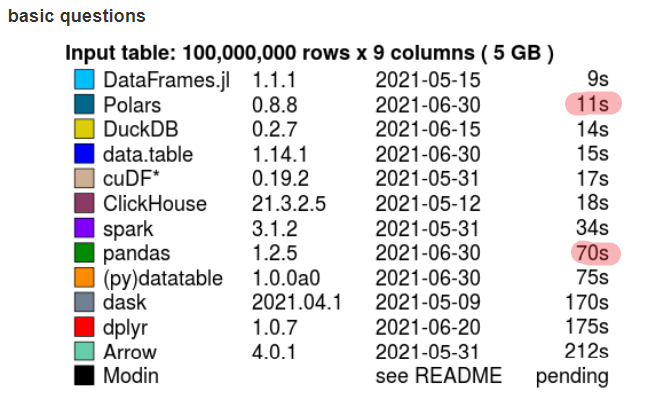 basic questions
Input table: 100,000,000 rows x 9 columns ( 5 GB )
DataFrames.jl 1.1.1 2021-05-15 9s
Polars 0.8.8 2021-06-30 11s
DuckDB 0.2.7 2021-06-15 14s
data.table 1.14.1 2021-06-30 15s
cuDF* 0.19.2 2021-05-31 17s
ClickHouse 21.3.2.5 2021-05-12 18s
spark 3.1.2 2021-05-31 34s
pandas 1.2.5 2021-06-30 70s
(py)datatable 1.0.0a0 2021-06-30 75s
dask 2021.04.1 2021-05-09 170s
dplyr 1.0.7 2021-06-20 175s
Arrow 4.0.1 2021-05-31 212s
Modin see README pending